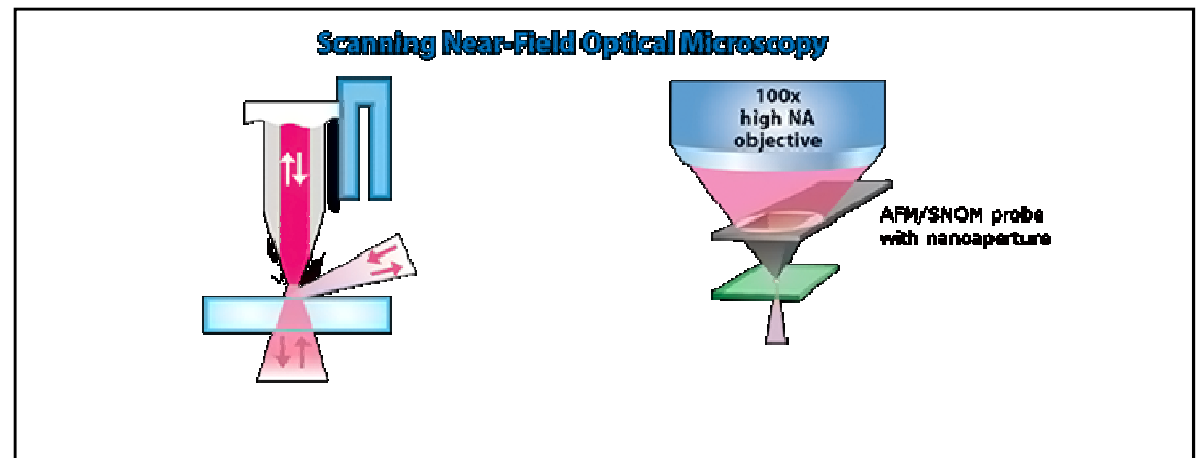 Scanning Near-Field Optical Microscopy
100x
high NA
objective
AFM/SNOM probe
with nanoaperture